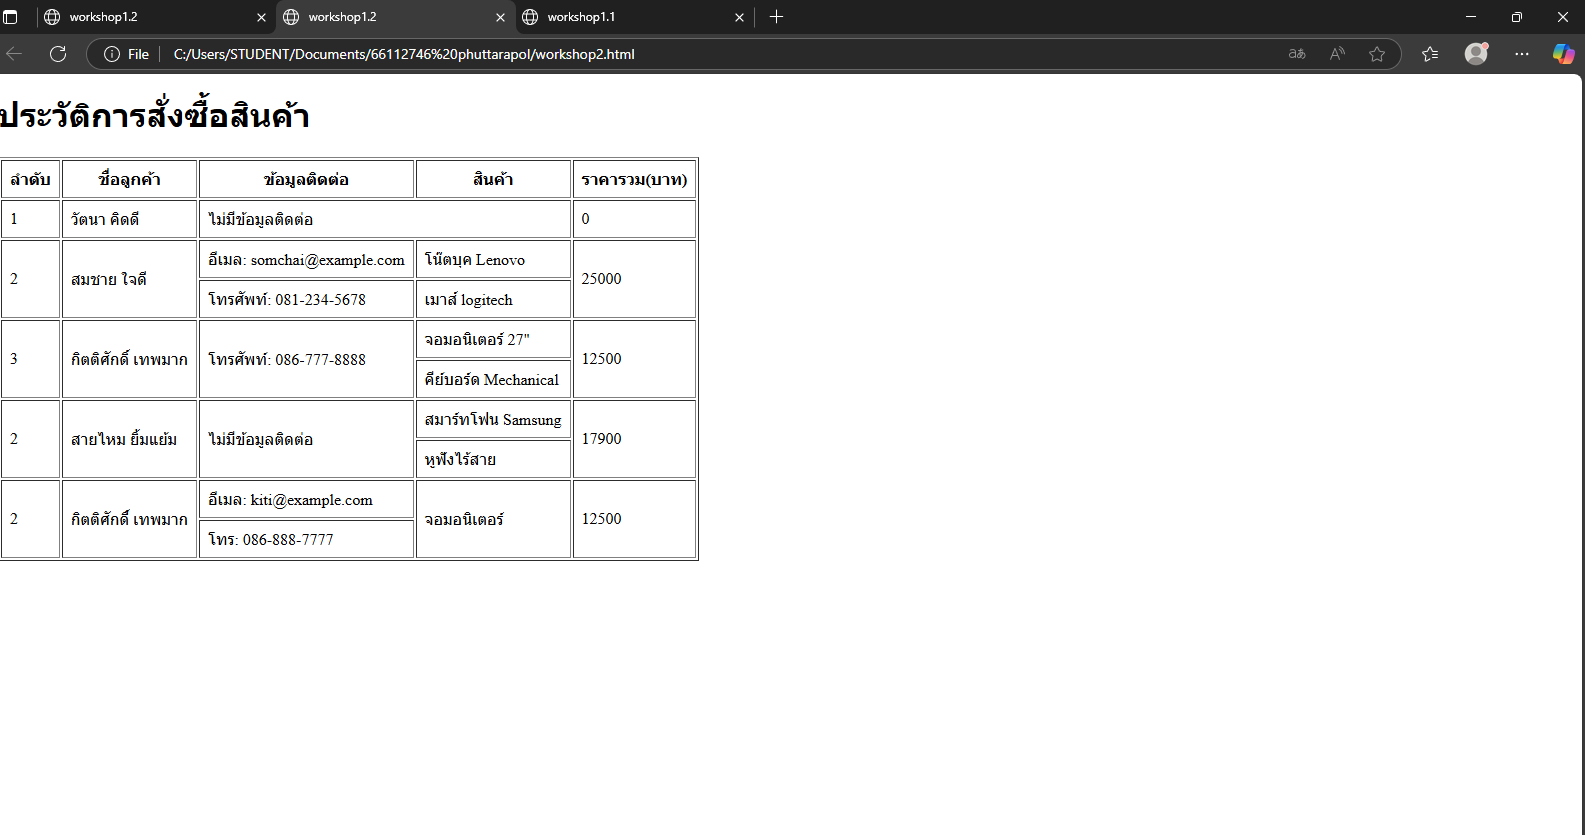 workshop1.2
workshop1.2
workshop1.1
File
C:/Users/STUDENT/Documents/66112746%20phuttarapol/workshop2.html
ประวัติการสั่งซื้อสินค้า
ลำดับ ชื่อลูกค้า ข้อมูลติดต่อ สินค้า ราคารวม(บาท)
1 วัตนา คิดดี ไม่มีข้อมูลติดต่อ 0
2 สมชาย ใจดี อีเมล: somchai@example.com โน๊ตบุค Lenovo 25000
โทรศัพท์: 081-234-5678 เมาส์ logitech
3 กิตติศักดิ์ เทพมาก โทรศัพท์: 086-777-8888 จอมอนิเตอร์ 27" 12500
คีย์บอร์ด Mechanical
2 สายไหม ยิ้มแย้ม ไม่มีข้อมูลติดต่อ สมาร์ทโฟน Samsung 17900
หูฟังไร้สาย
2 กิตติศักดิ์ เทพมาก อีเมล: kiti@example.com จอมอนิเตอร์ 12500
โทร: 086-888-7777